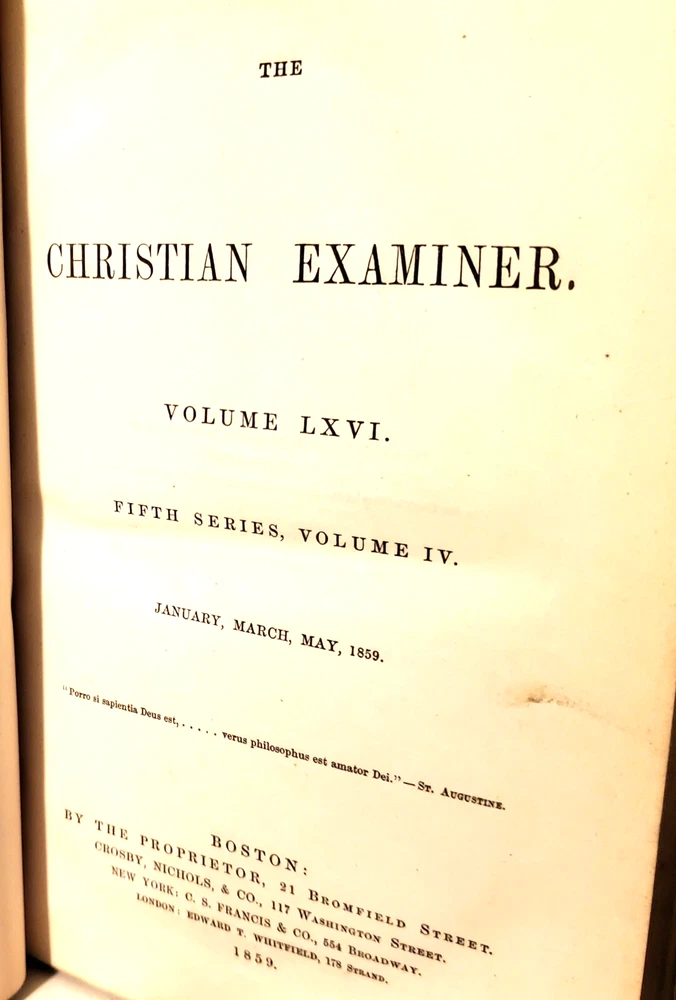 THE
CHRISTIAN EXAMINER.
VOLUME LXVI.
FIFTH SERIES, VOLUME IV.
JANUARY, MARCH, MAY, 1859.
"Porro si sapientia Deus est, . . . . . verus philosophus est amator Dei." — ST. AUGUSTINE.
BOSTON:
BY THE PROPRIETOR, 21 BROMFIELD STREET.
CROSBY, NICHOLS, & CO., 117 WASHINGTON STREET.
NEW YORK: C. S. FRANCIS & CO., 554 BROADWAY.
LONDON: EDWARD T. WHITFIELD, 178 STRAND.
1859.